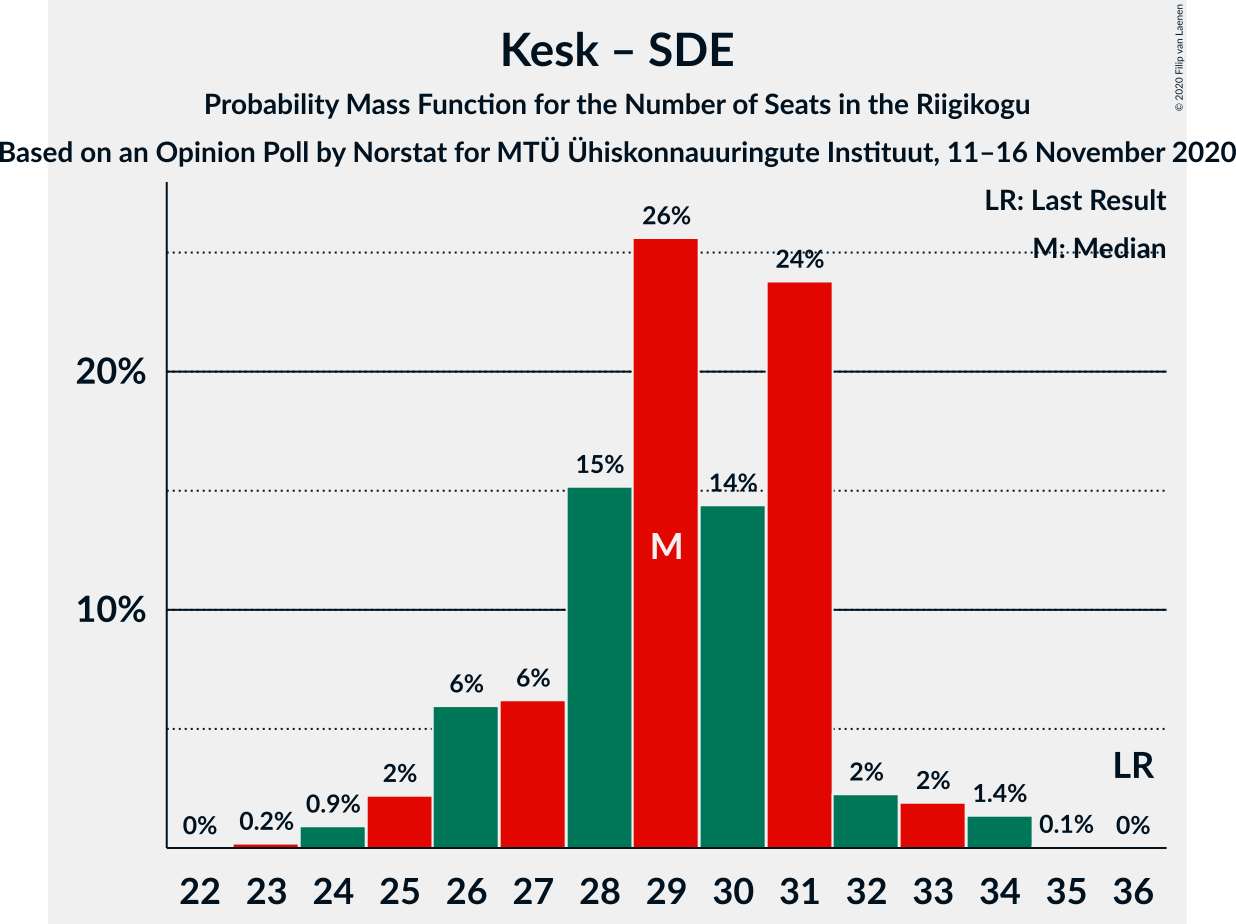 Kesk – SDE
Probability Mass Function for the Number of Seats in the Riigikogu
Based on an Opinion Poll by Norstat for MTÜ Ühiskonnauuringute Instituut, 11–16 November 2020
© 2020 Filip van Laenen
LR: Last Result
M: Median
26%
24%
20%
15%
14%
M
10%
6%
6%
2%
0.9%
0.2%
0%
2%
2%
1.4%
0.1%
0%
LR
22 23 24 25 26 27 28 29 30 31 32 33 34 35 36